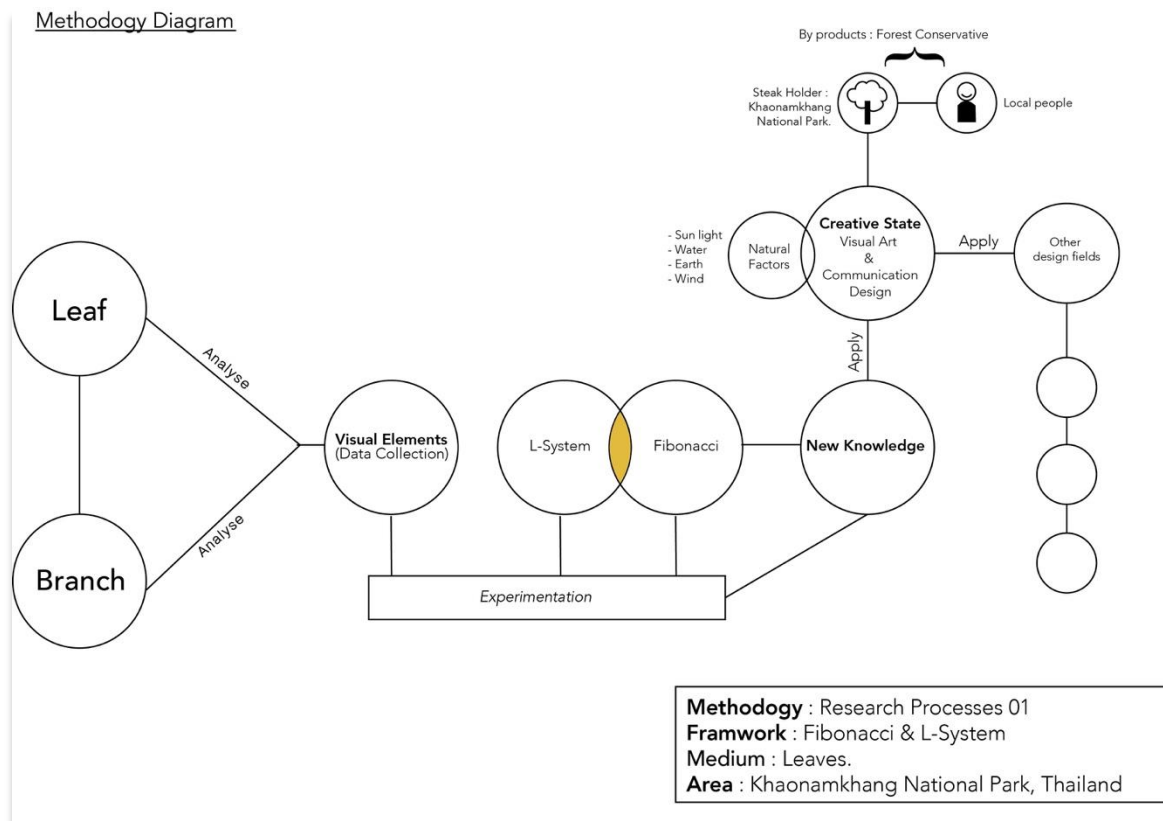 Methodogy Diagram
By products : Forest Conservative
Steak Holder :
Khaonamkhang
National Park.
Local people
Creative State
Visual Art
&
Communication
Design
Natural
Factors
- Sun light
- Water
- Earth
- Wind
Apply
Other
design fields
Apply
Leaf
Analyse
Branch
Analyse
Visual Elements
(Data Collection)
L-System
Fibonacci
New Knowledge
Experimentation
Methodogy : Research Processes 01
Framwork : Fibonacci & L-System
Medium : Leaves.
Area : Khaonamkhang National Park, Thailand